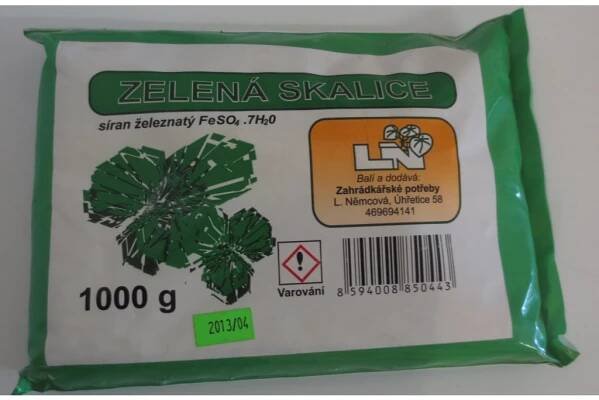 ZELENÁ SKALICE
síran železnatý FeSO₄ .7H₂0
LN
Balí a dodává:
Zahrádkářské potřeby
L. Němcová, Úhřetice 58
469694141
1000 g
Varování
8 594008 850443
2013/04